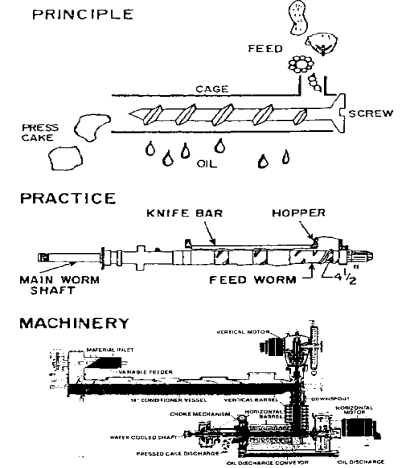 PRINCIPLE
FEED
CAGE
SCREW
PRESS
CAKE
OIL
PRACTICE
KNIFE BAR
HOPPER
MAIN WORM
SHAFT
FEED WORM
4 1/2"
MACHINERY
VERTICAL MOTOR
MATERIAL INLET
VARIABLE FEEDER
14" CONDITIONER VESSEL
VERTICAL BARREL
DOWNSPOUT
CHOKE MECHANISM
HORIZONTAL
BARREL
HORIZONTAL
MOTOR
WATER COOLED SHAFT
PRESSED CAKE DISCHARGE
OIL DISCHARGE CONVEYOR
OIL DISCHARGE